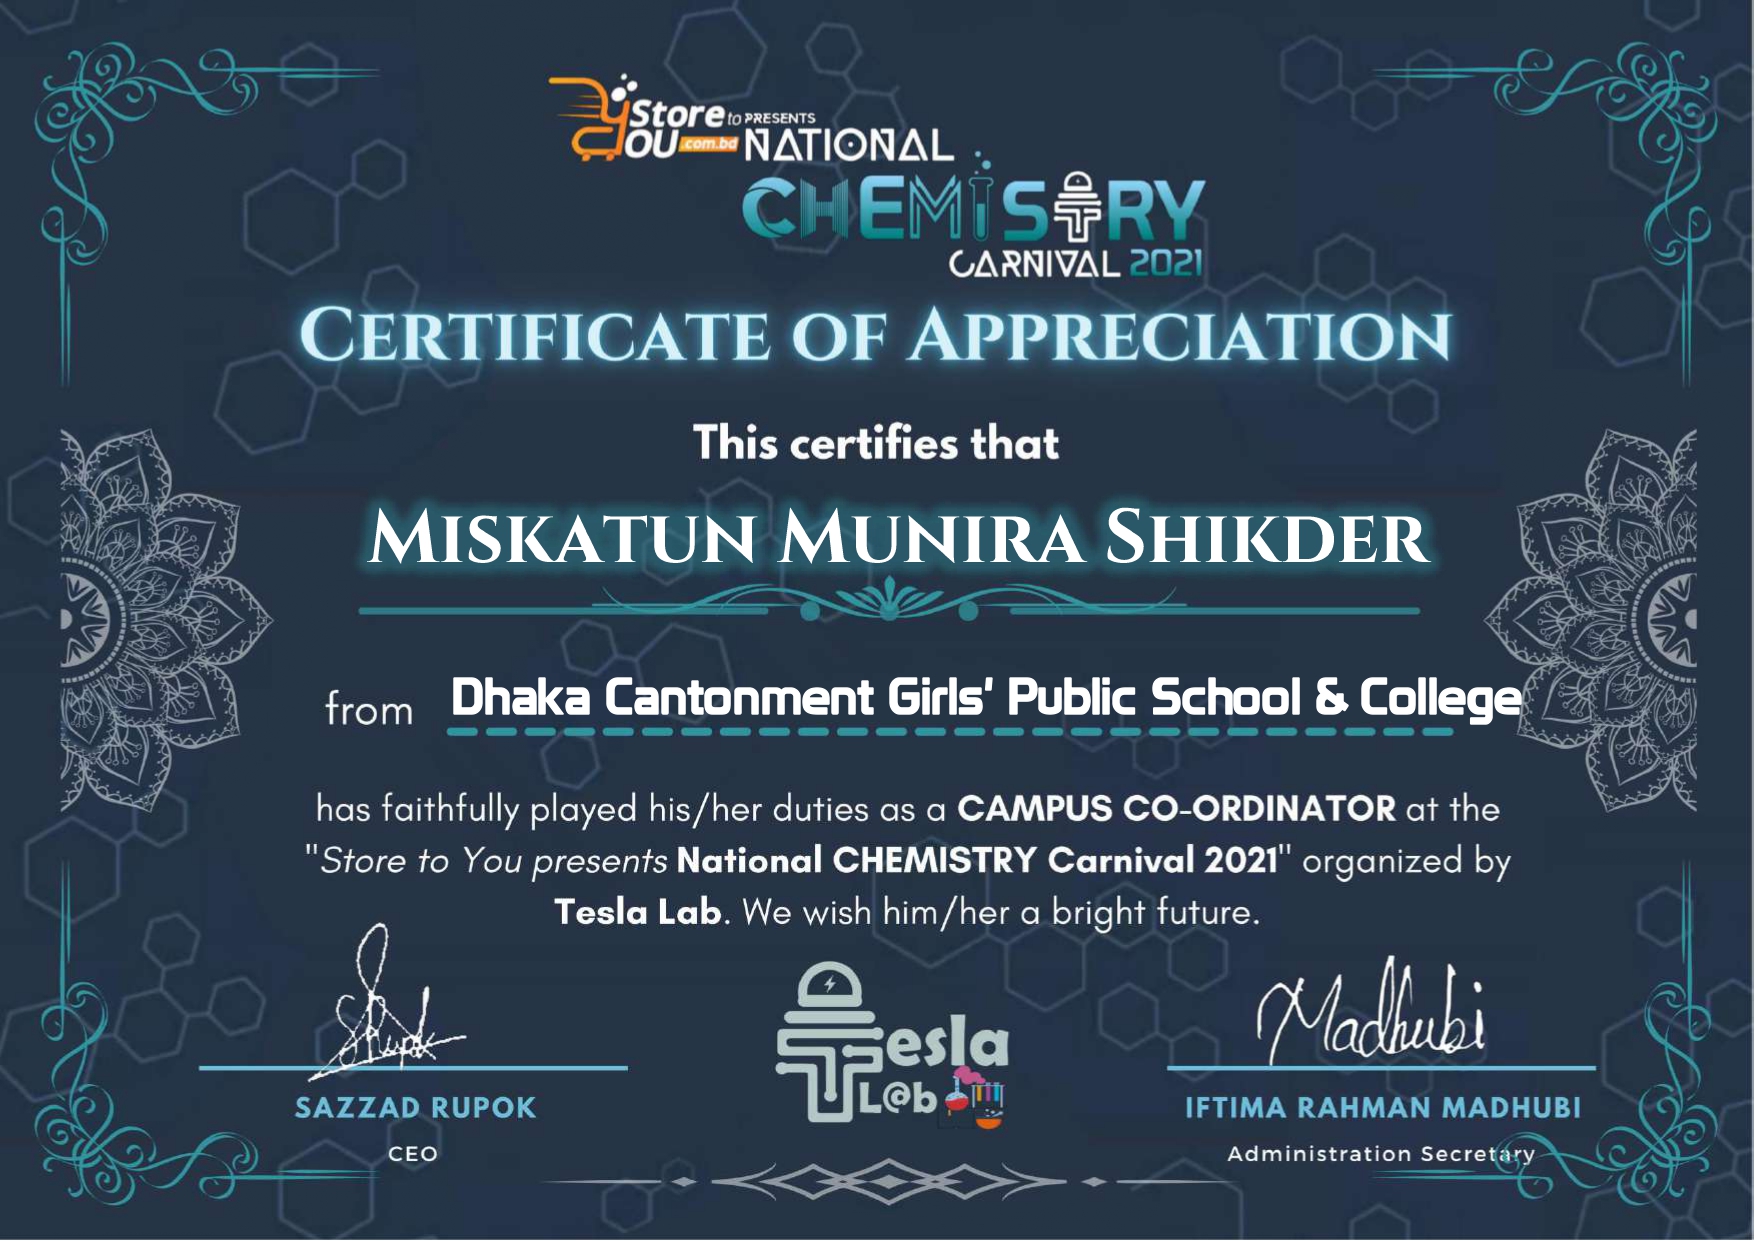 Store to PRESENTS
YOU .com.bd NATIONAL
CHEMISTRY
CARNIVAL 2021
CERTIFICATE OF APPRECIATION
This certifies that
MISKATUN MUNIRA SHIKDER
from Dhaka Cantonment Girls' Public School & College
has faithfully played his/her duties as a CAMPUS CO-ORDINATOR at the
"Store to You presents National CHEMISTRY Carnival 2021" organized by
Tesla Lab. We wish him/her a bright future.
Rupok
Madhubi
Tesla
L@b
SAZZAD RUPOK
CEO
IFTIMA RAHMAN MADHUBI
Administration Secretary